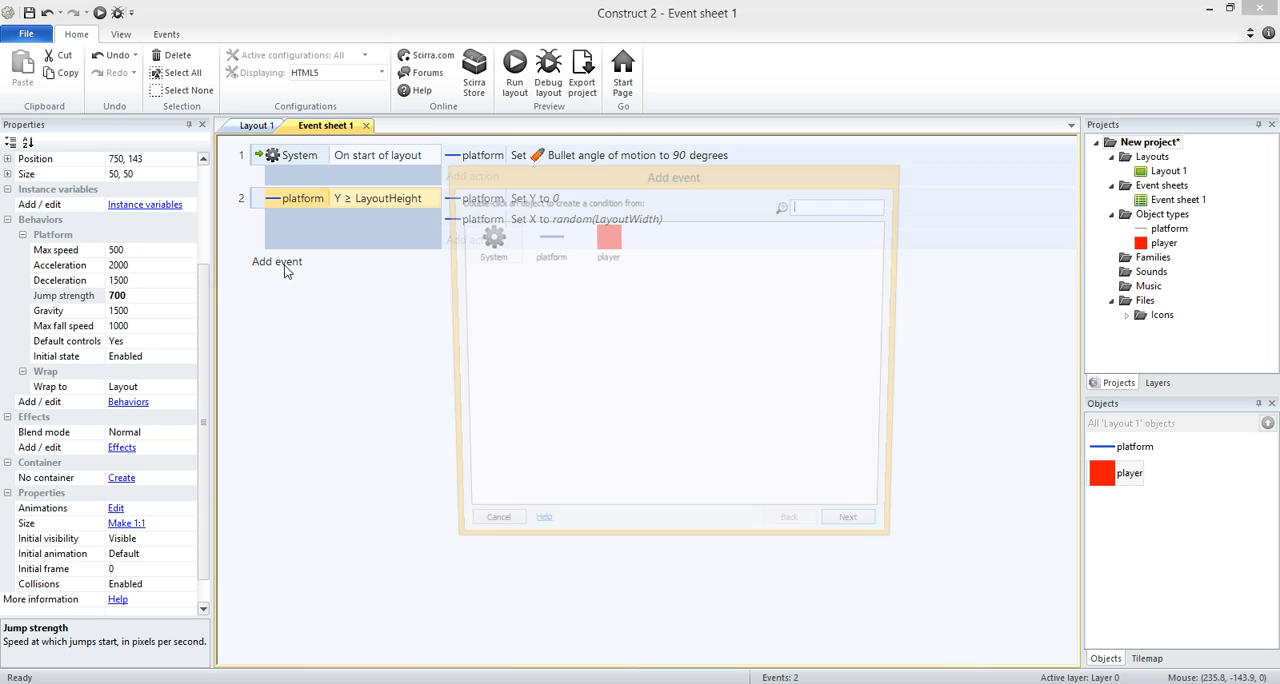 Construct 2 - Event sheet 1
File Home View Events
Paste Cut Copy Clipboard
Undo Redo Undo
Delete Select All Select None Selection
Active configurations: All
Displaying: HTML5
Configurations
Scirra.com Forums Help Scirra Store Online
Run layout Debug layout Export project Preview
Start Page Go
Properties
Position 750, 143
Size 50, 50
Instance variables
Add / edit Instance variables
Behaviors
Platform
Max speed 500
Acceleration 2000
Deceleration 1500
Jump strength 700
Gravity 1500
Max fall speed 1000
Default controls Yes
Initial state Enabled
Wrap
Wrap to Layout
Add / edit Behaviors
Effects
Blend mode Normal
Add / edit Effects
Container
No container Create
Properties
Animations Edit
Size Make 1:1
Initial visibility Visible
Initial animation Default
Initial frame 0
Collisions Enabled
More information Help
Jump strength
Speed at which jumps start, in pixels per second.
Layout 1 Event sheet 1
1 System On start of layout platform Set Bullet angle of motion to 90 degrees
Add action
2 platform Y ≥ LayoutHeight platform Set Y to 0
platform Set X to random(LayoutWidth)
Add event
Add event
Double-click an object to create a condition from:
System platform player
Cancel Help Back Next
Projects
New project*
Layouts
Layout 1
Event sheets
Event sheet 1
Object types
platform
player
Families
Sounds
Music
Files
Icons
Projects Layers
Objects
All 'Layout 1' objects
platform
player
Objects Tilemap
Ready Events: 2 Active layer: Layer 0 Mouse: (235.8, -143.9, 0)